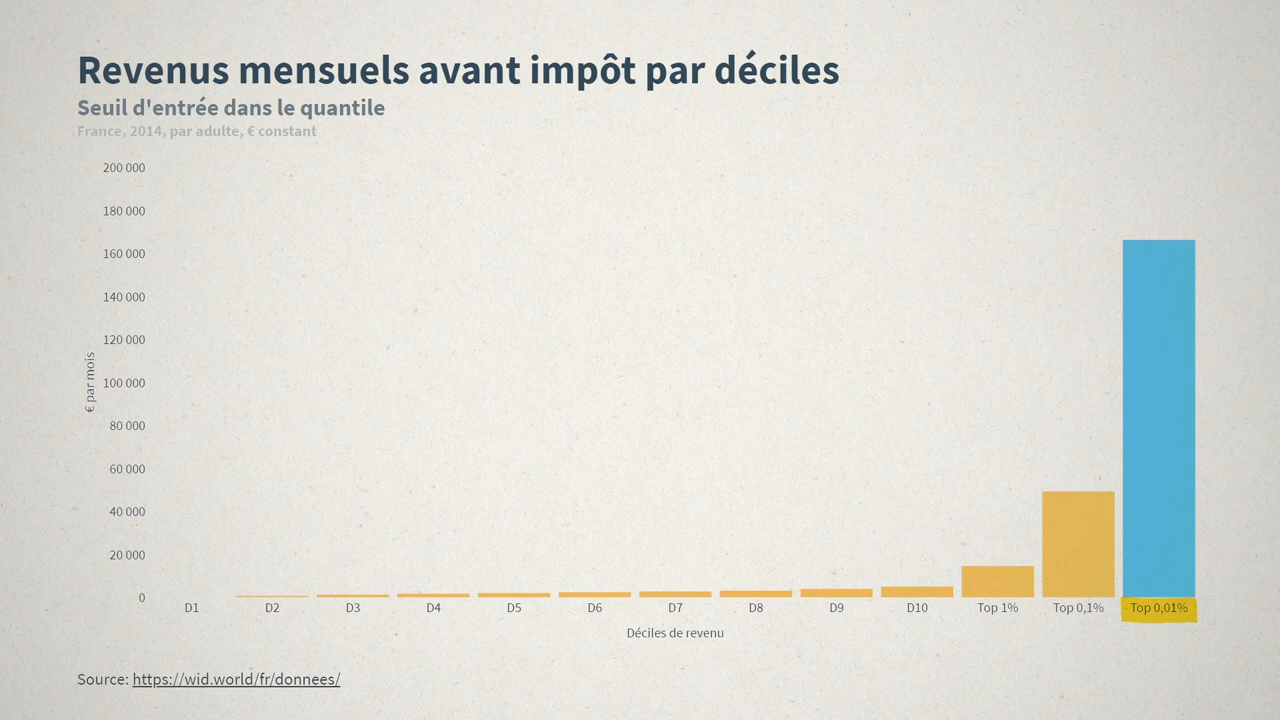 Revenus mensuels avant impôt par déciles
Seuil d'entrée dans le quantile
France, 2014, par adulte, € constant
200 000
180 000
160 000
140 000
120 000
100 000
80 000
60 000
40 000
20 000
0
€ par mois
D1 D2 D3 D4 D5 D6 D7 D8 D9 D10 Top 1% Top 0,1% Top 0,01%
Déciles de revenu
Source: https://wid.world/fr/donnees/